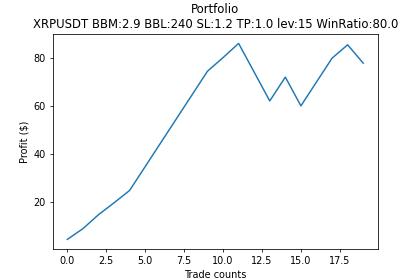 Portfolio
XRPUSDT BBM:2.9 BBL:240 SL:1.2 TP:1.0 lev:15 WinRatio:80.0
80
60
40
20
Profit ($)
0.0 2.5 5.0 7.5 10.0 12.5 15.0 17.5
Trade counts